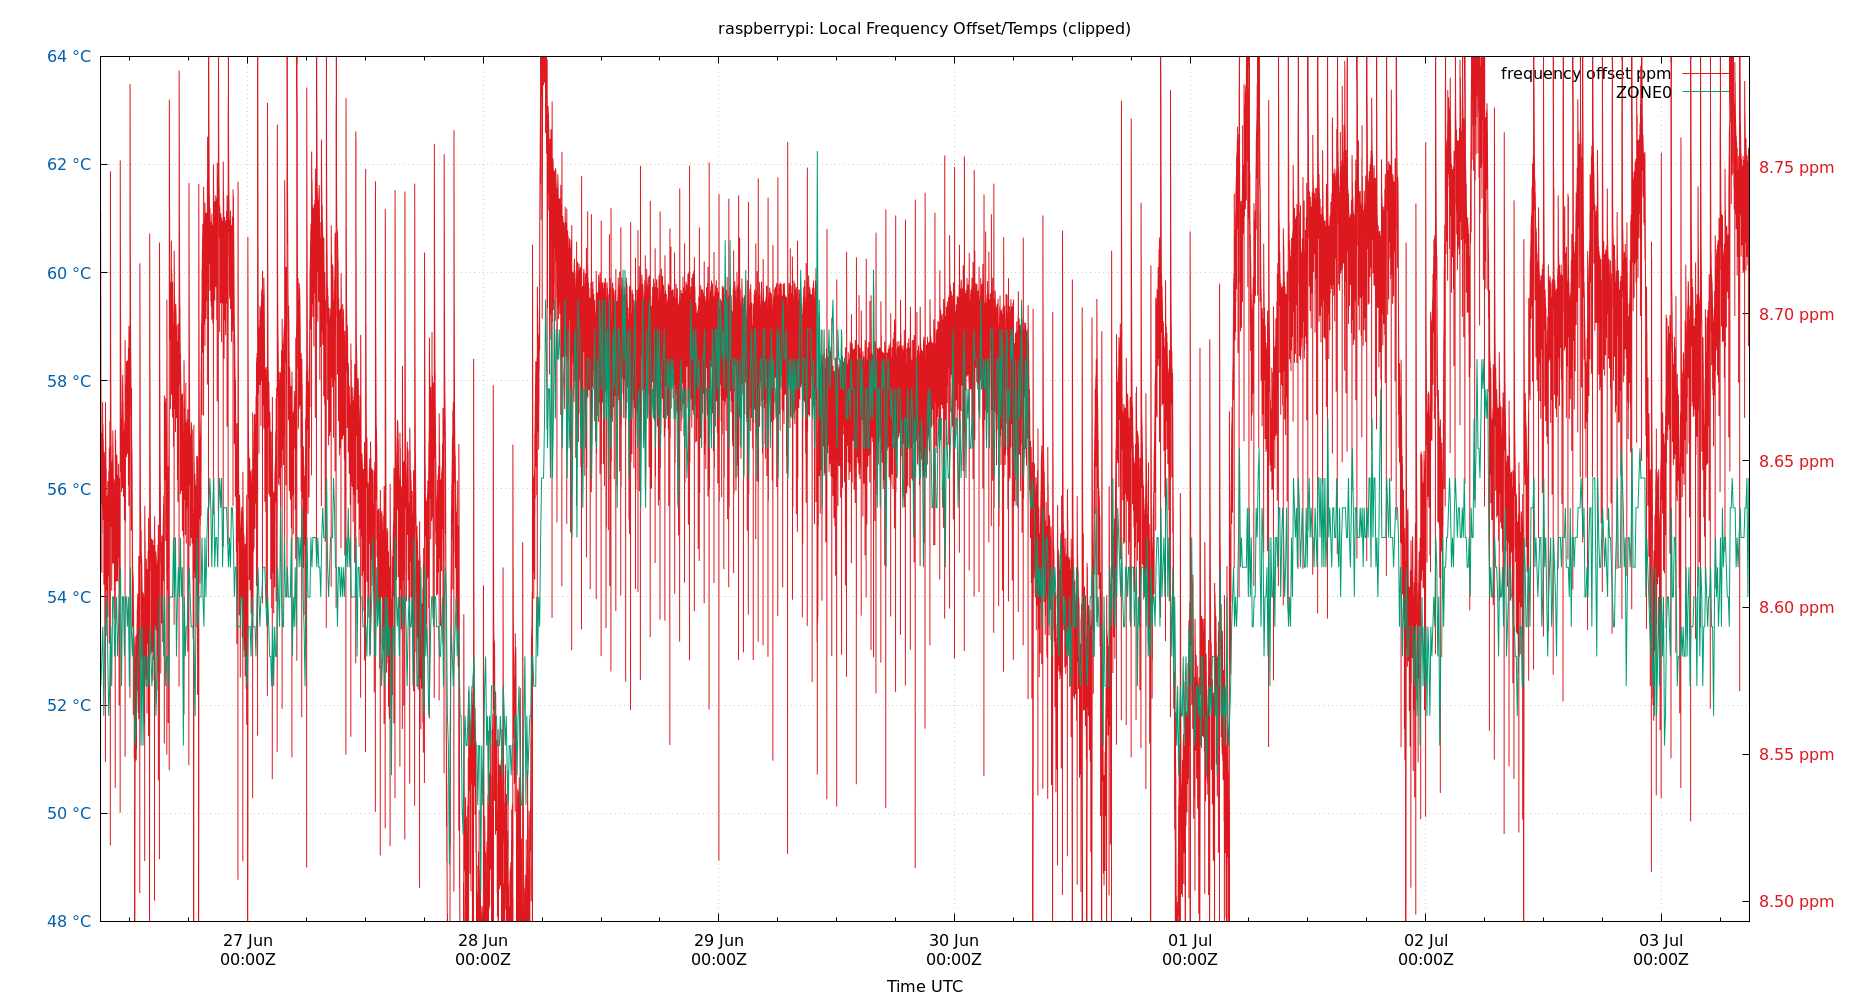 raspberrypi: Local Frequency Offset/Temps (clipped)
64 °C
62 °C
60 °C
58 °C
56 °C
54 °C
52 °C
50 °C
48 °C
frequency offset ppm
ZONE0
8.75 ppm
8.70 ppm
8.65 ppm
8.60 ppm
8.55 ppm
8.50 ppm
27 Jun 28 Jun 29 Jun 30 Jun 01 Jul 02 Jul 03 Jul
00:00Z 00:00Z 00:00Z 00:00Z 00:00Z 00:00Z 00:00Z
Time UTC